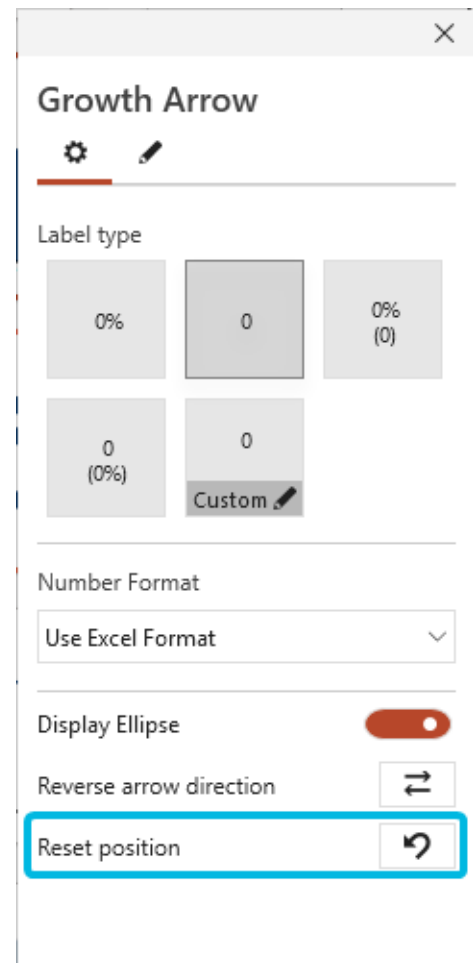 Growth Arrow
Label type
0%
0
0%
(0)
0
(0%)
0
Custom
Number Format
Use Excel Format
Display Ellipse
Reverse arrow direction
Reset position